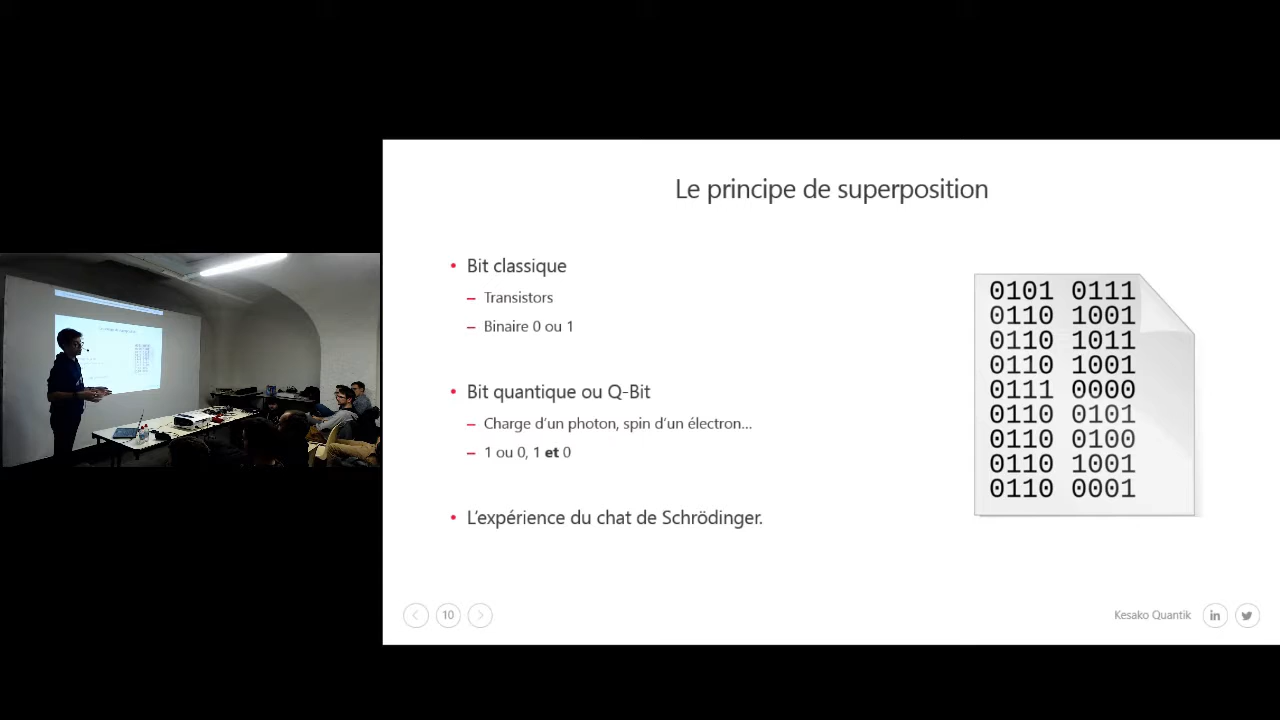 Le principe de superposition
• Bit classique
– Transistors
– Binaire 0 ou 1
• Bit quantique ou Q-Bit
– Charge d'un photon, spin d'un électron...
– 1 ou 0, 1 et 0
• L'expérience du chat de Schrödinger.
0101 0111
0110 1001
0110 1011
0110 1001
0111 0000
0110 0101
0110 0100
0110 1001
0110 0001
10
Kesako Quantik
in